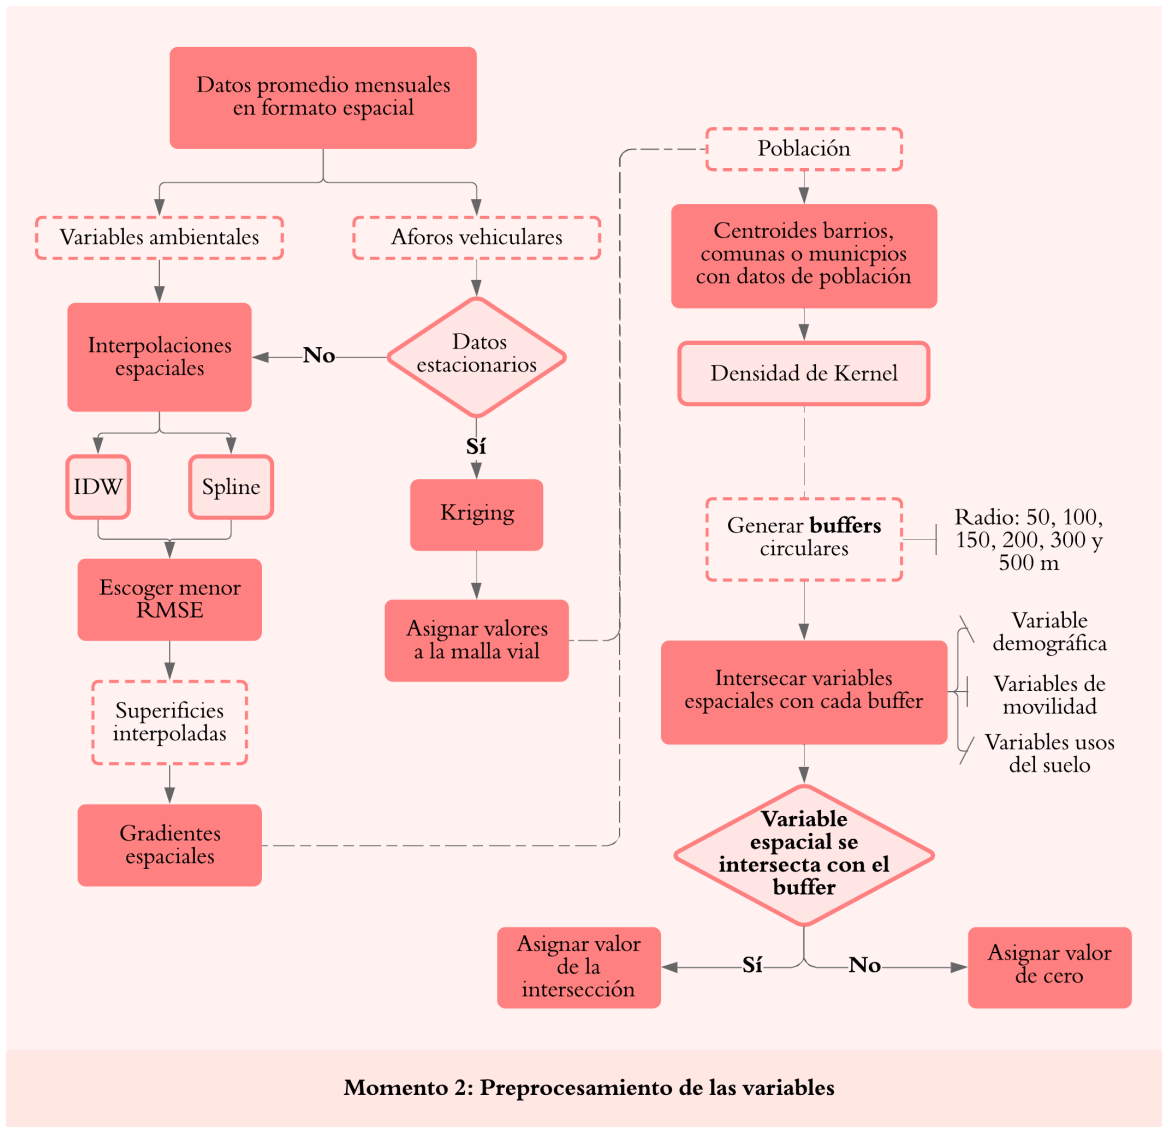 Datos promedio mensuales
en formato espacial
Variables ambientales
Aforos vehiculares
Interpolaciones
espaciales
No
Datos
estacionarios
Sí
IDW
Spline
Kriging
Escoger menor
RMSE
Asignar valores
a la malla vial
Superificies
interpoladas
Gradientes
espaciales
Población
Centroides barrios,
comunas o municpios
con datos de población
Densidad de Kernel
Generar buffers
circulares
Radio: 50, 100,
150, 200, 300 y
500 m
Intersecar variables
espaciales con cada buffer
Variable
demográfica
Variables de
movilidad
Variables usos
del suelo
Variable
espacial se
intersecta con el
buffer
Sí
No
Asignar valor
de la
intersección
Asignar valor
de cero
Momento 2: Preprocesamiento de las variables